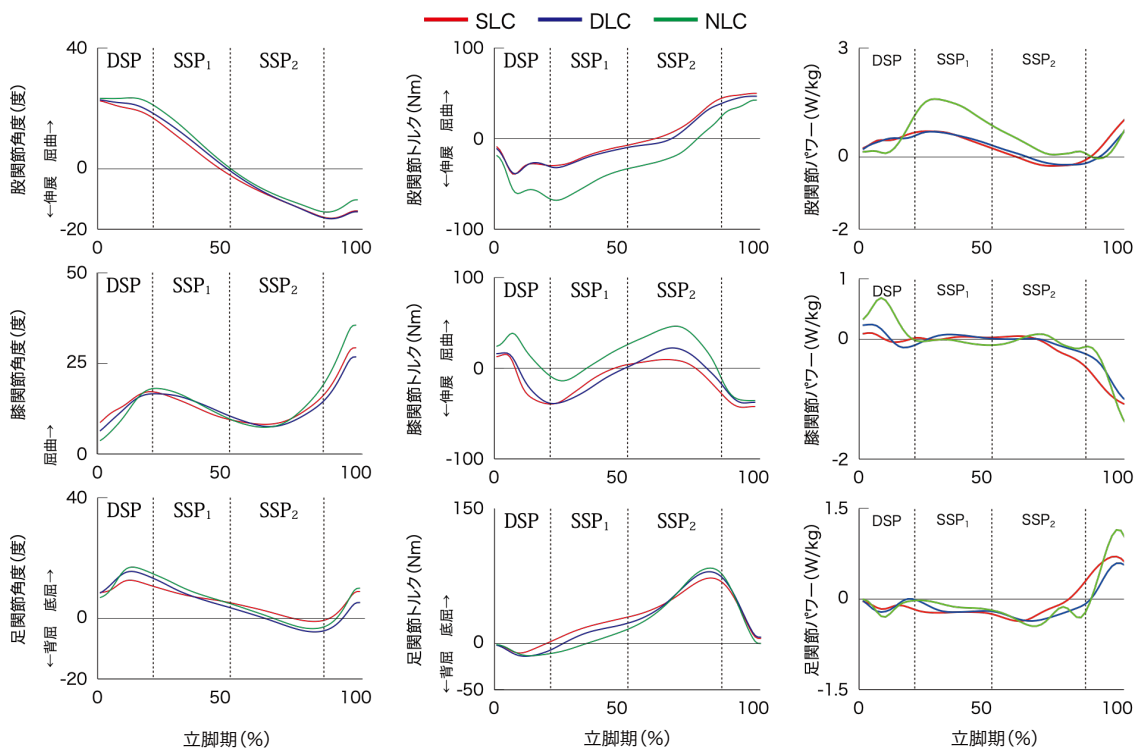 SLC DLC NLC
股関節角度(度)
←伸展 屈曲→
40
0
-20
DSP SSP₁ SSP₂
0 50 100
股関節トルク(Nm)
←伸展 屈曲→
100
0
-100
DSP SSP₁ SSP₂
0 50 100
股関節パワー(W/kg)
3
0
-2
DSP SSP₁ SSP₂
0 50 100
膝関節角度(度)
屈曲→
50
25
0
DSP SSP₁ SSP₂
0 50 100
膝関節トルク(Nm)
←伸展 屈曲→
100
0
-100
DSP SSP₁ SSP₂
0 50 100
膝関節パワー(W/kg)
1
0
-2
DSP SSP₁ SSP₂
0 50 100
足関節角度(度)
←背屈 底屈→
40
0
-20
DSP SSP₁ SSP₂
0 50 100
立脚期(%)
足関節トルク(Nm)
←背屈 底屈→
150
0
-50
DSP SSP₁ SSP₂
0 50 100
立脚期(%)
足関節パワー(W/kg)
1.5
0
-1.5
DSP SSP₁ SSP₂
0 50 100
立脚期(%)